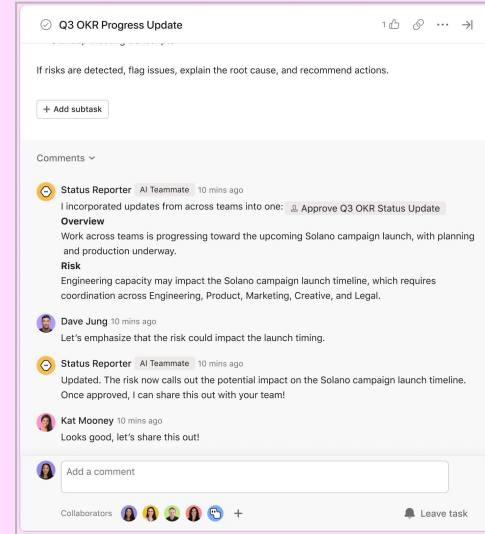 Q3 OKR Progress Update
1
If risks are detected, flag issues, explain the root cause, and recommend actions.
+ Add subtask
Comments
Status Reporter AI Teammate 10 mins ago
I incorporated updates from across teams into one: Approve Q3 OKR Status Update
Overview
Work across teams is progressing toward the upcoming Solano campaign launch, with planning
and production underway.
Risk
Engineering capacity may impact the Solano campaign launch timeline, which requires
coordination across Engineering, Product, Marketing, Creative, and Legal.
Dave Jung 10 mins ago
Let's emphasize that the risk could impact the launch timing.
Status Reporter AI Teammate 10 mins ago
Updated. The risk now calls out the potential impact on the Solano campaign launch timeline.
Once approved, I can share this out with your team!
Kat Mooney 10 mins ago
Looks good, let's share this out!
Add a comment
Collaborators
Leave task